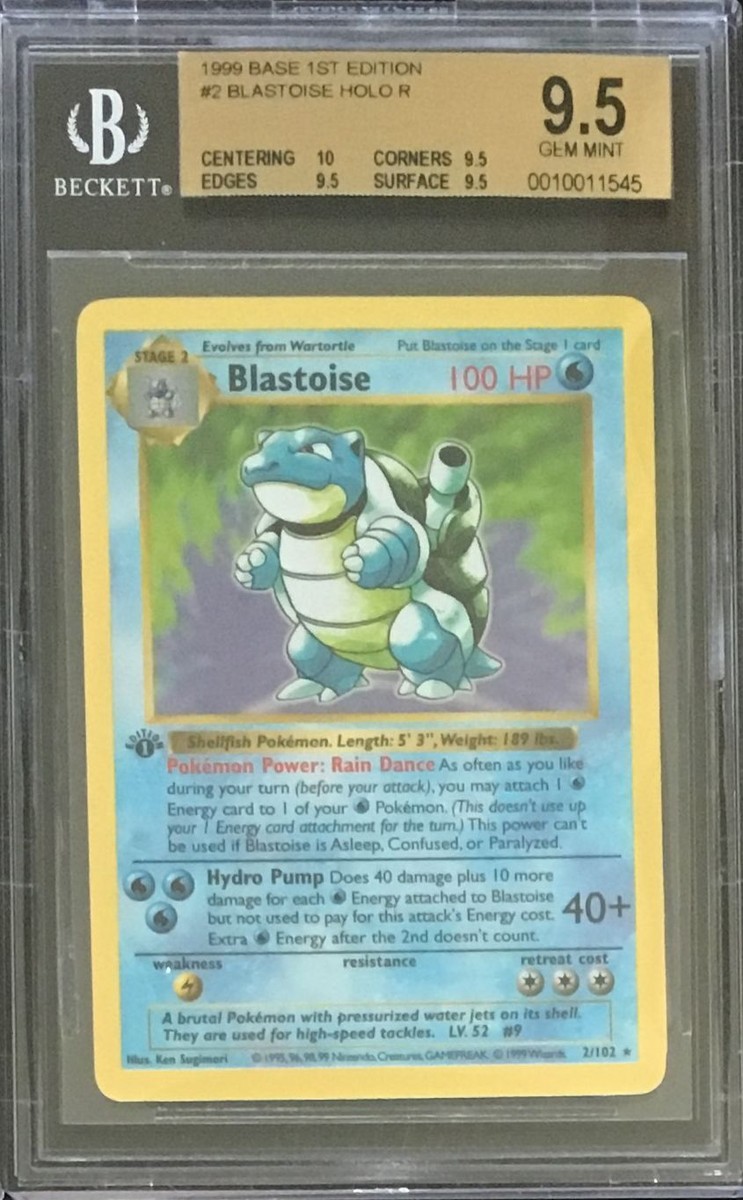 1999 BASE 1ST EDITION
#2 BLASTOISE HOLO R
9.5
GEM MINT
CENTERING 10 CORNERS 9.5
EDGES 9.5 SURFACE 9.5
0010011545
B
BECKETT®
Evolves from Wartortle Put Blastoise on the Stage 1 card
STAGE 2
Blastoise 100 HP
EDITION
1
Shellfish Pokémon. Length: 5' 3", Weight: 189 lbs.
Pokémon Power: Rain Dance As often as you like
during your turn (before your attack), you may attach 1
Energy card to 1 of your Pokémon. (This doesn't use up
your 1 Energy card attachment for the turn.) This power can't
be used if Blastoise is Asleep, Confused, or Paralyzed.
Hydro Pump Does 40 damage plus 10 more
damage for each Energy attached to Blastoise
but not used to pay for this attack's Energy cost.
Extra Energy after the 2nd doesn't count.
40+
weakness resistance retreat cost
A brutal Pokémon with pressurized water jets on its shell.
They are used for high-speed tackles. LV. 52 #9
Illus. Ken Sugimori © 1995, 96, 98, 99 Nintendo, Creatures, GAMEFREAK. © 1999 Wizards. 2/102 ★